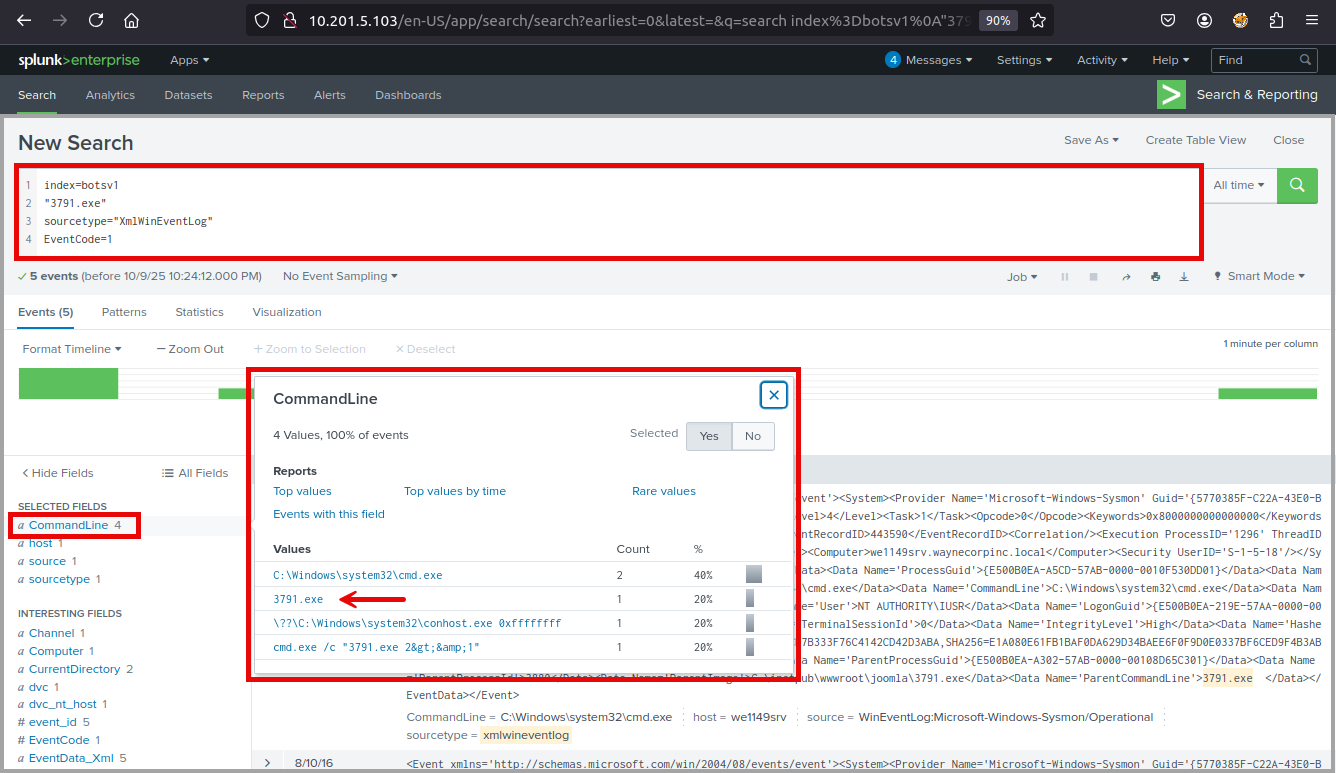 10.201.5.103/en-US/app/search/search?earliest=0&latest=&q=search index%3Dbotsv1%0A"379
90%
splunk>enterprise Apps 4 Messages Settings Activity Help Find
Search Analytics Datasets Reports Alerts Dashboards Search & Reporting
New Search
Save As Create Table View Close
1 index=botsv1
2 "3791.exe"
3 sourcetype="XmlWinEventLog"
4 EventCode=1
All time
5 events (before 10/9/25 10:24:12.000 PM) No Event Sampling Job Smart Mode
Events (5) Patterns Statistics Visualization
Format Timeline — Zoom Out + Zoom to Selection × Deselect
1 minute per column
Hide Fields All Fields
SELECTED FIELDS
a CommandLine 4
a host 1
a source 1
a sourcetype 1
INTERESTING FIELDS
a Channel 1
a Computer 1
a CurrentDirectory 2
a dvc 1
a dvc_nt_host 1
# event_id 5
# EventCode 1
a EventData_Xml 5
CommandLine
4 Values, 100% of events
Selected Yes No
Reports
Top values Top values by time Rare values
Events with this field
Values Count %
C:\Windows\system32\cmd.exe 2 40%
3791.exe 1 20%
\??\C:\Windows\system32\conhost.exe 0xffffffff 1 20%
cmd.exe /c "3791.exe 2&gt;&amp;1" 1 20%
vent'><System><Provider Name='Microsoft-Windows-Sysmon' Guid='{5770385F-C22A-43E0-B
vel>4</Level><Task>1</Task><Opcode>0</Opcode><Keywords>0x8000000000000000</Keywords
entRecordID>443590</EventRecordID><Correlation/><Execution ProcessID='1296' ThreadID
><Computer>we1149srv.waynecorpinc.local</Computer><Security UserID='S-1-5-18'/></Sy
ata><Data Name='ProcessGuid'>{E500B0EA-A5CD-57AB-0000-0010F530DD01}</Data><Data Nam
\cmd.exe</Data><Data Name='CommandLine'>C:\Windows\system32\cmd.exe</Data><Data Nam
='User'>NT AUTHORITY\IUSR</Data><Data Name='LogonGuid'>{E500B0EA-219E-57AA-0000-00
TerminalSessionId'>0</Data><Data Name='IntegrityLevel'>High</Data><Data Name='Hashe
7B333F76C4142CD42D3ABA,SHA256=E1A080E61FB1BAF0DA629D34BAEE6F0F9D0E0337BF6CED9F4B3AB
a Name='ParentProcessGuid'>{E500B0EA-A302-57AB-0000-00108D65C301}</Data><Data Name
pub\wwwroot\joomla\3791.exe</Data><Data Name='ParentCommandLine'>3791.exe </Data></
EventData></Event>
CommandLine = C:\Windows\system32\cmd.exe host = we1149srv source = WinEventLog:Microsoft-Windows-Sysmon/Operational
sourcetype = xmlwineventlog
8/10/16 <Event xmlns='http://schemas.microsoft.com/win/2004/08/events/event'><System><Provider Name='Microsoft-Windows-Sysmon' Guid='{5770385F-C22A-43E0-B